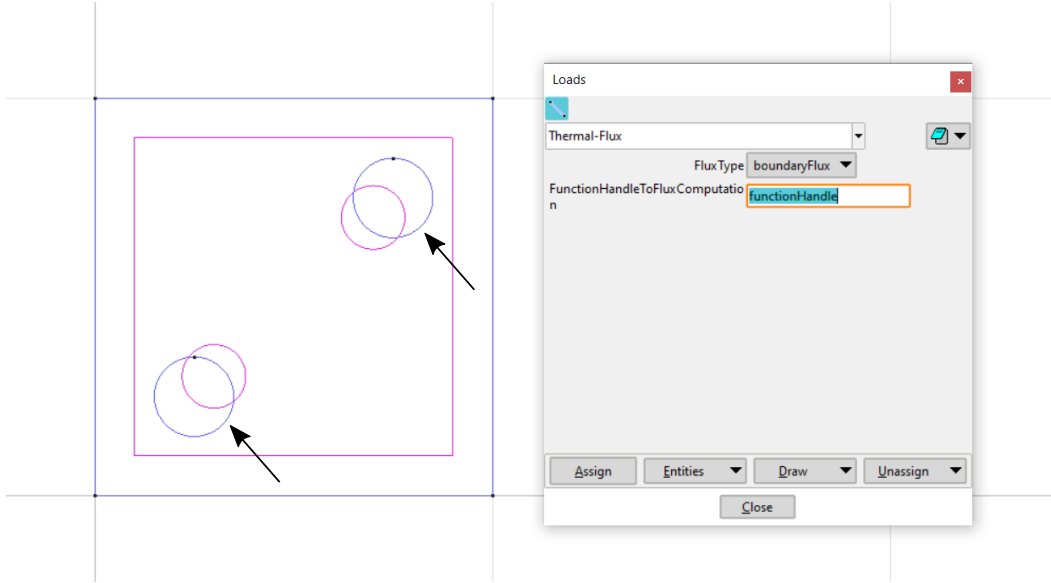 Loads
Thermal-Flux
FluxType boundaryFlux
FunctionHandleToFluxComputatio
n
functionHandle
Assign Entities Draw Unassign
Close